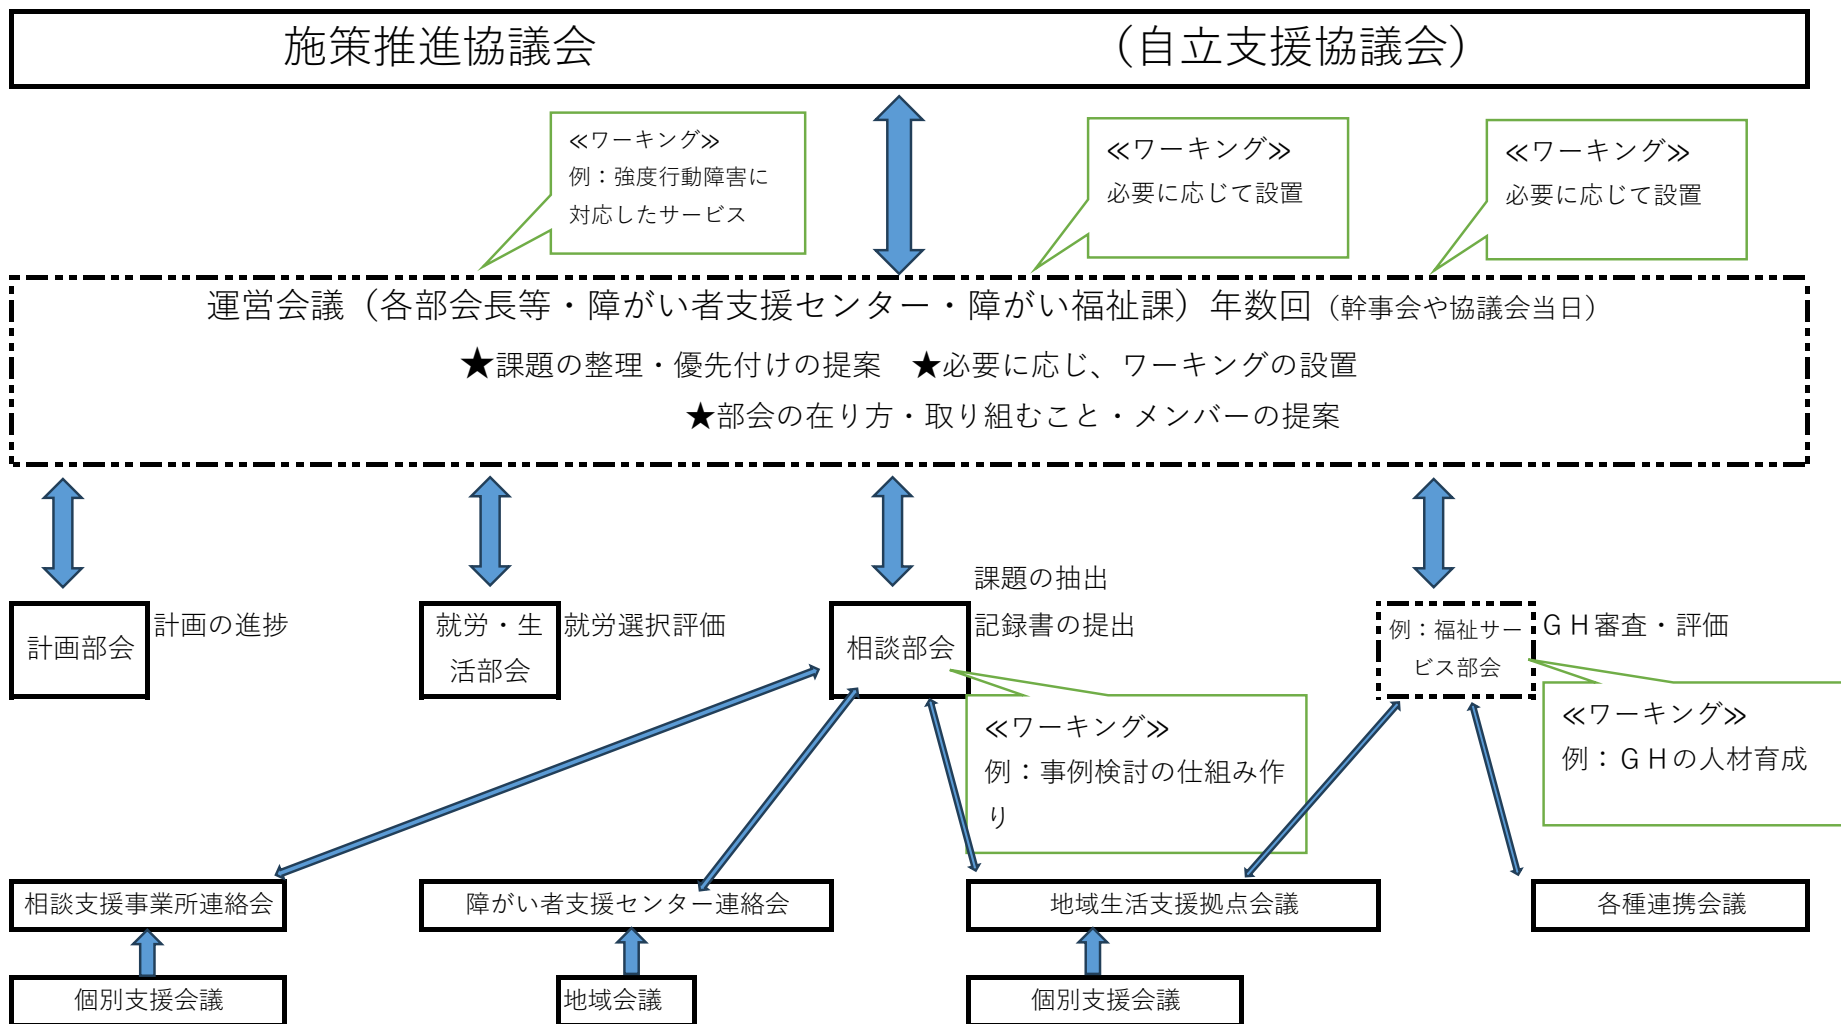 施策推進協議会　（自立支援協議会）
≪ワーキング≫
例：強度行動障害に
対応したサービス
≪ワーキング≫
必要に応じて設置
≪ワーキング≫
必要に応じて設置
運営会議（各部会長等・障がい者支援センター・障がい福祉課）年数回（幹事会や協議会当日）
★課題の整理・優先付けの提案　★必要に応じ、ワーキングの設置
★部会の在り方・取り組むこと・メンバーの提案
計画部会
計画の進捗
就労・生
活部会
就労選択評価
相談部会
課題の抽出
記録書の提出
例：福祉サー
ビス部会
ＧＨ審査・評価
≪ワーキング≫
例：事例検討の仕組み作
り
≪ワーキング≫
例：ＧＨの人材育成
相談支援事業所連絡会
障がい者支援センター連絡会
地域生活支援拠点会議
各種連携会議
個別支援会議
地域会議
個別支援会議